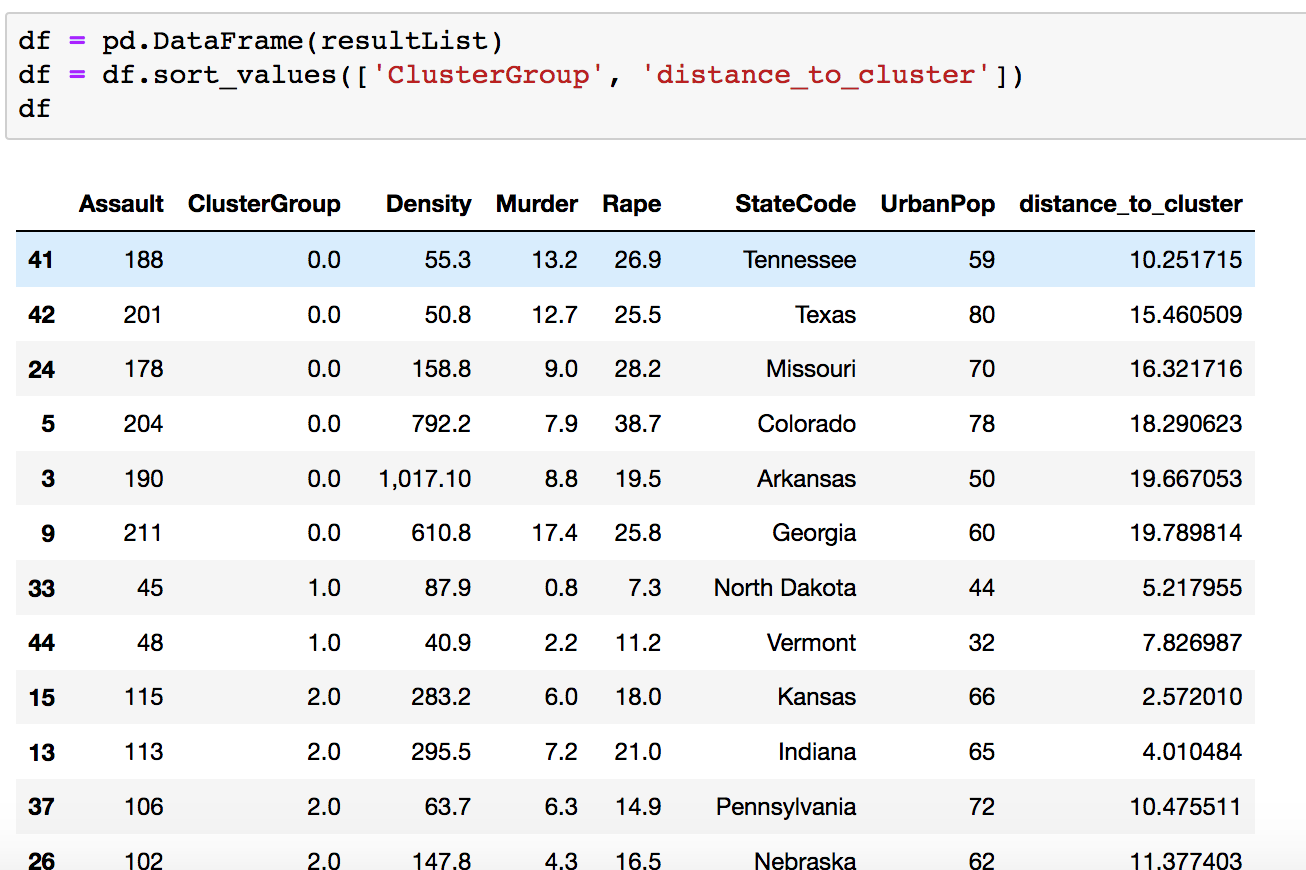 df = pd.DataFrame(resultList)
df = df.sort_values(['ClusterGroup', 'distance_to_cluster'])
df
Assault ClusterGroup Density Murder Rape StateCode UrbanPop distance_to_cluster
41 188 0.0 55.3 13.2 26.9 Tennessee 59 10.251715
42 201 0.0 50.8 12.7 25.5 Texas 80 15.460509
24 178 0.0 158.8 9.0 28.2 Missouri 70 16.321716
5 204 0.0 792.2 7.9 38.7 Colorado 78 18.290623
3 190 0.0 1,017.10 8.8 19.5 Arkansas 50 19.667053
9 211 0.0 610.8 17.4 25.8 Georgia 60 19.789814
33 45 1.0 87.9 0.8 7.3 North Dakota 44 5.217955
44 48 1.0 40.9 2.2 11.2 Vermont 32 7.826987
15 115 2.0 283.2 6.0 18.0 Kansas 66 2.572010
13 113 2.0 295.5 7.2 21.0 Indiana 65 4.010484
37 106 2.0 63.7 6.3 14.9 Pennsylvania 72 10.475511
26 102 2.0 147.8 4.3 16.5 Nebraska 62 11.377403